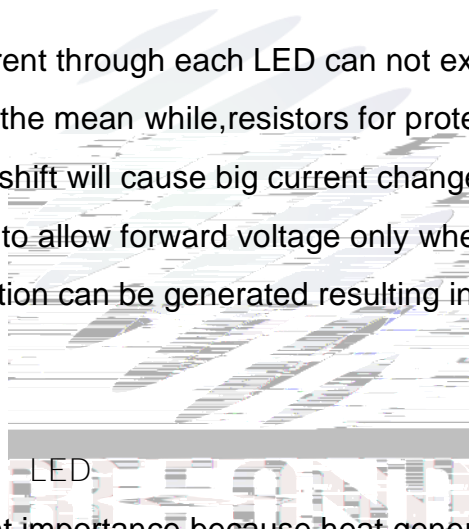 rent through each LED can not ex
the mean while,resistors for prote
shift will cause big current change
to allow forward voltage only whe
tion can be generated resulting in
LED
t importance because heat gener